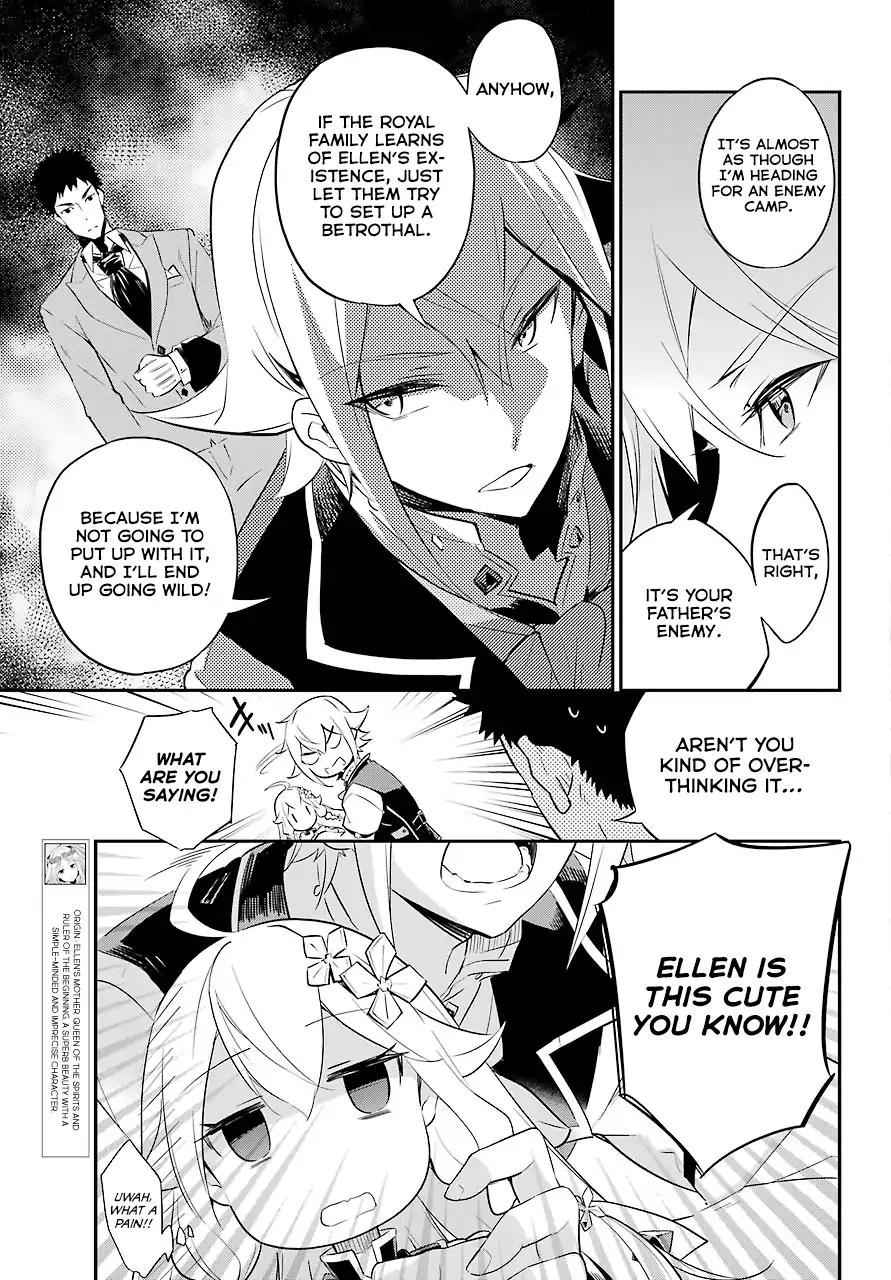 IT'S ALMOST
AS THOUGH
I'M HEADING
FOR AN ENEMY
CAMP.
THAT'S
RIGHT,
IT'S YOUR
FATHER'S
ENEMY.
ANYHOW,
IF THE ROYAL
FAMILY LEARNS
OF ELLEN'S EX-
ISTENCE, JUST
LET THEM TRY
TO SET UP A
BETROTHAL.
BECAUSE I'M
NOT GOING TO
PUT UP WITH IT,
AND I'LL END
UP GOING WILD!
AREN'T YOU
KIND OF OVER-
THINKING IT...
キッ
WHAT
ARE YOU
SAYING!
ELLEN IS
THIS CUTE
YOU KNOW!!
UWAH,
WHAT A
PAIN!!
ORIGIN: ELLEN'S MOTHER. QUEEN OF THE SPIRITS AND
RULER OF THE BEGINNING. A SUPERB BEAUTY WITH A
SIMPLE-MINDED AND IMPRECISE CHARACTER.